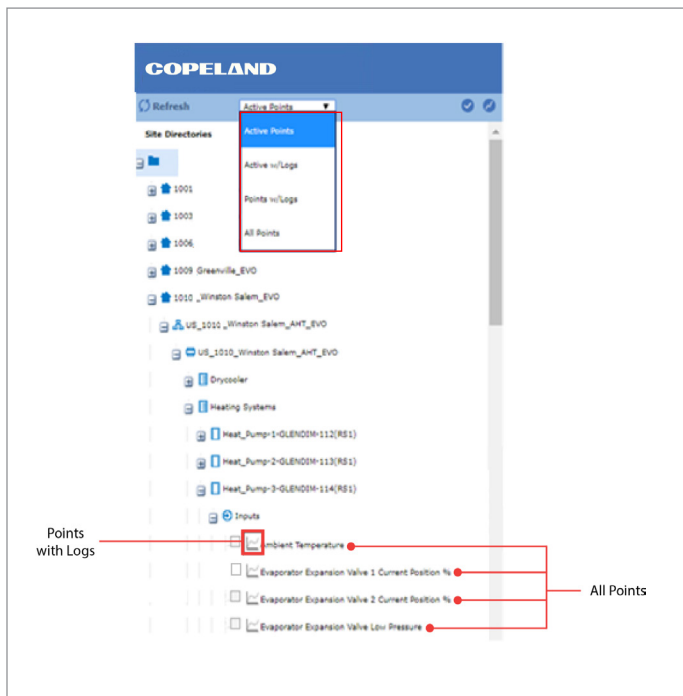 COPELAND
Refresh
Active Points
Site Directories
Active Points
Active w/Logs
Points w/Logs
All Points
1001
1003
1006
1009 Greenville_EVO
1010 _Winston Salem_EVO
US_1010 _Winston Salem_AHT_EVO
US_1010_Winston Salem_AHT_EVO
Drycooler
Heating Systems
Heat_Pump-1-GLENDIM-112(RS1)
Heat_Pump-2-GLENDIM-113(RS1)
Heat_Pump-3-GLENDIM-114(RS1)
Inputs
Points
with Logs
Ambient Temperature
Evaporator Expansion Valve 1 Current Position %
Evaporator Expansion Valve 2 Current Position %
All Points
Evaporator Expansion Valve Low Pressure